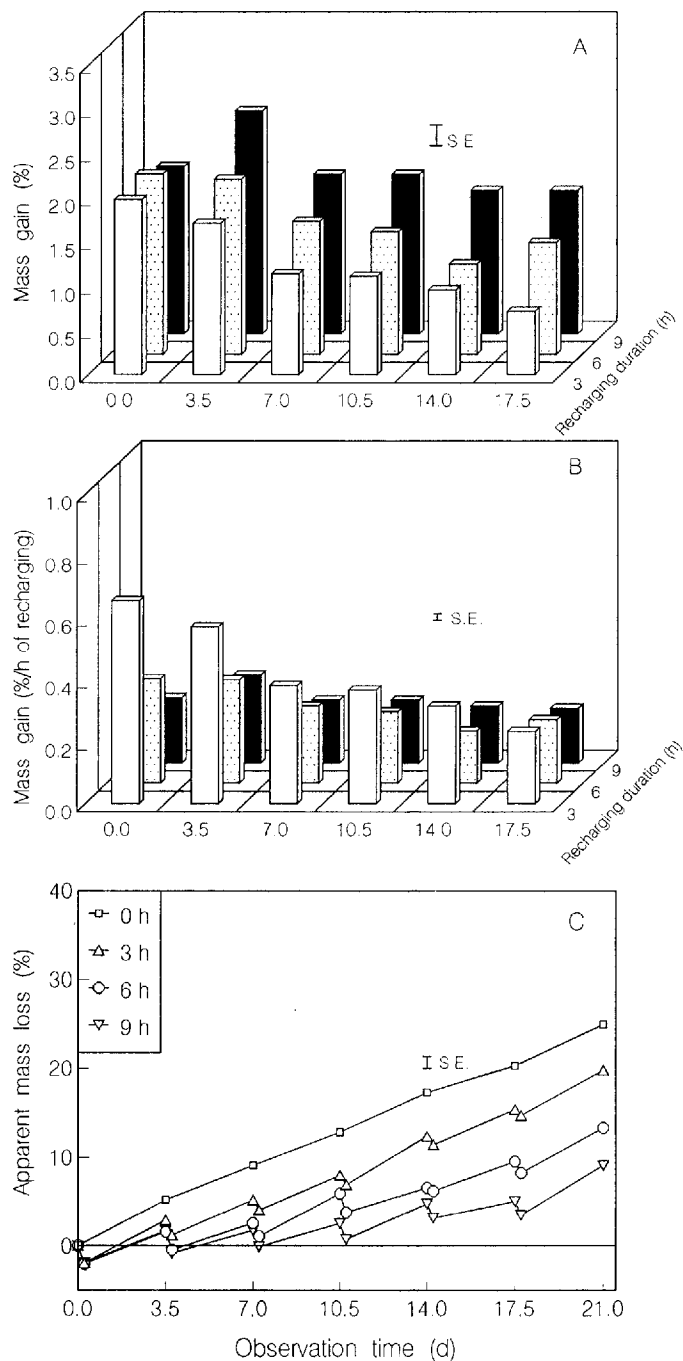 A
3.5
3.0
2.5
2.0
1.5
1.0
0.5
0.0
Mass gain (%)
S.E
0.0 3.5 7.0 10.5 14.0 17.5
3 6 9
Recharging duration (h)
B
1.0
0.8
0.6
0.4
0.2
0.0
Mass gain (%/h of recharging)
S.E.
0.0 3.5 7.0 10.5 14.0 17.5
3 6 9
Recharging duration (h)
C
40
30
20
10
0
Apparent mass loss (%)
0 h
3 h
6 h
9 h
S.E.
0.0 3.5 7.0 10.5 14.0 17.5 21.0
Observation time (d)